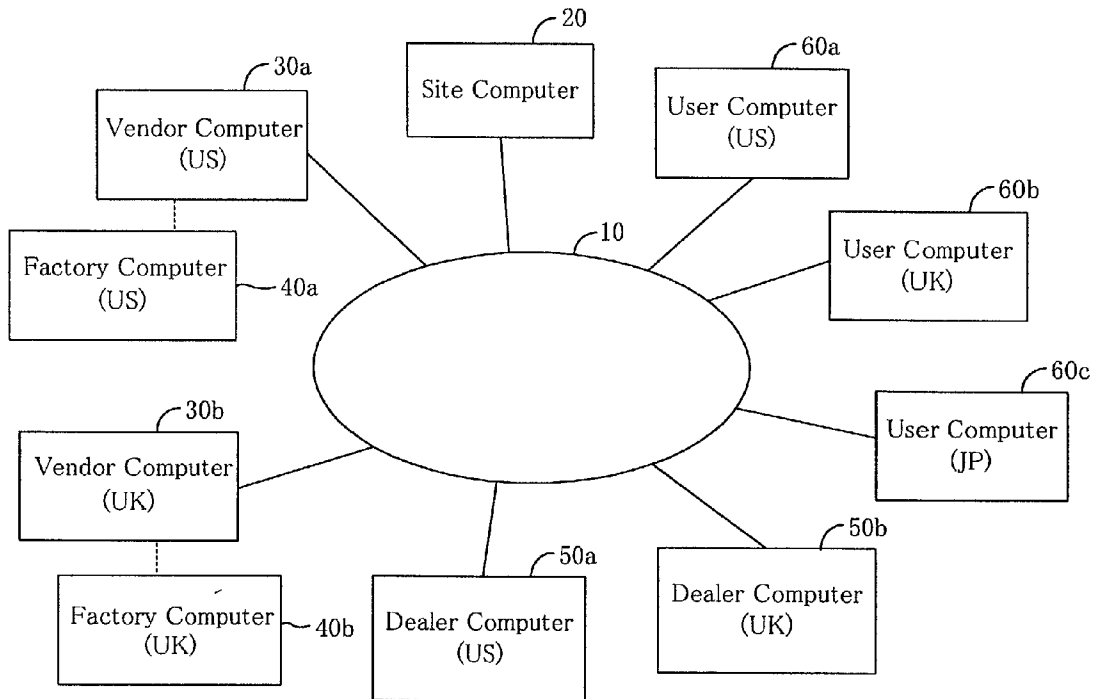 20
Site Computer
30a
Vendor Computer
(US)
60a
User Computer
(US)
60b
User Computer
(UK)
10
Factory Computer
(US)
40a
60c
User Computer
(JP)
30b
Vendor Computer
(UK)
50b
Dealer Computer
(UK)
50a
Dealer Computer
(US)
Factory Computer
(UK)
40b